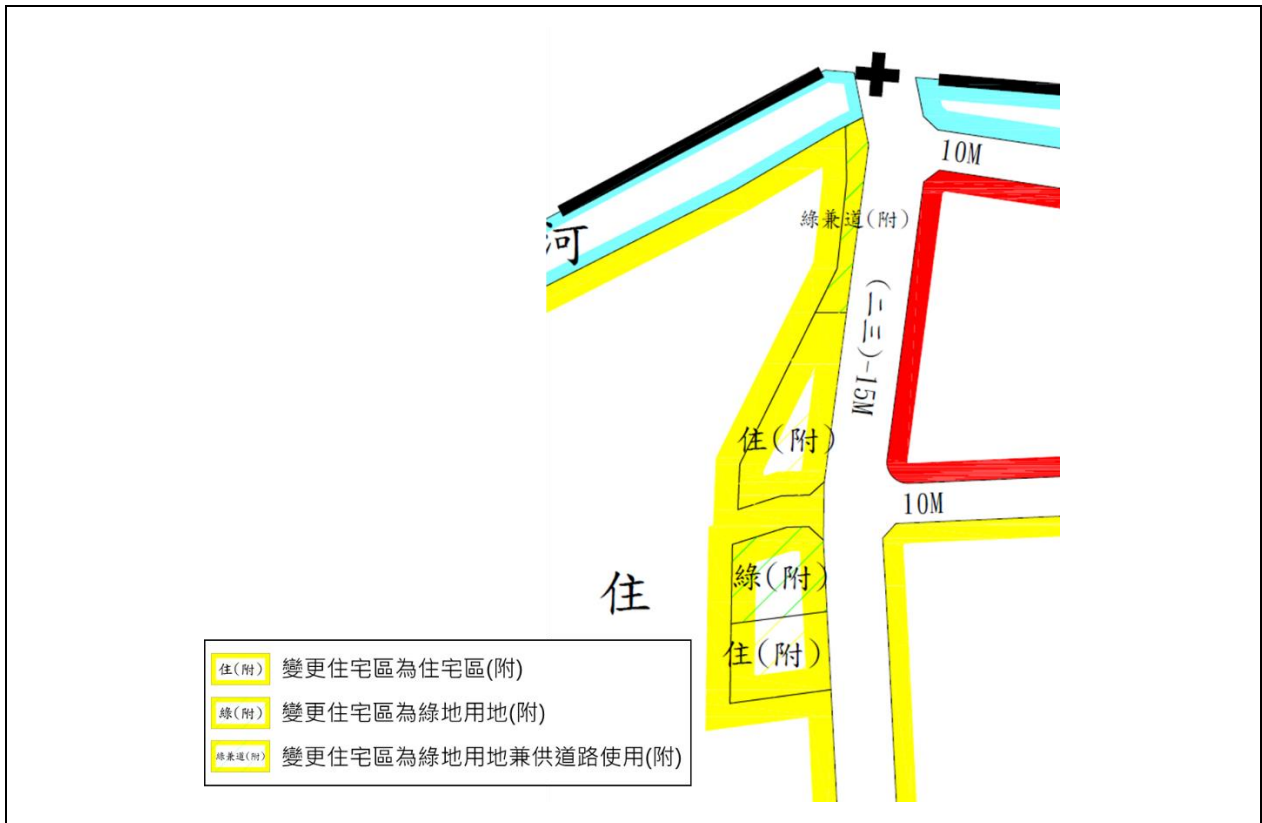 10M
綠兼道(附)
河
(二三)-15M
住(附)
10M
綠(附)
住
住(附)
住(附) 變更住宅區為住宅區(附)
綠(附) 變更住宅區為綠地用地(附)
綠兼道(附) 變更住宅區為綠地用地兼供道路使用(附)